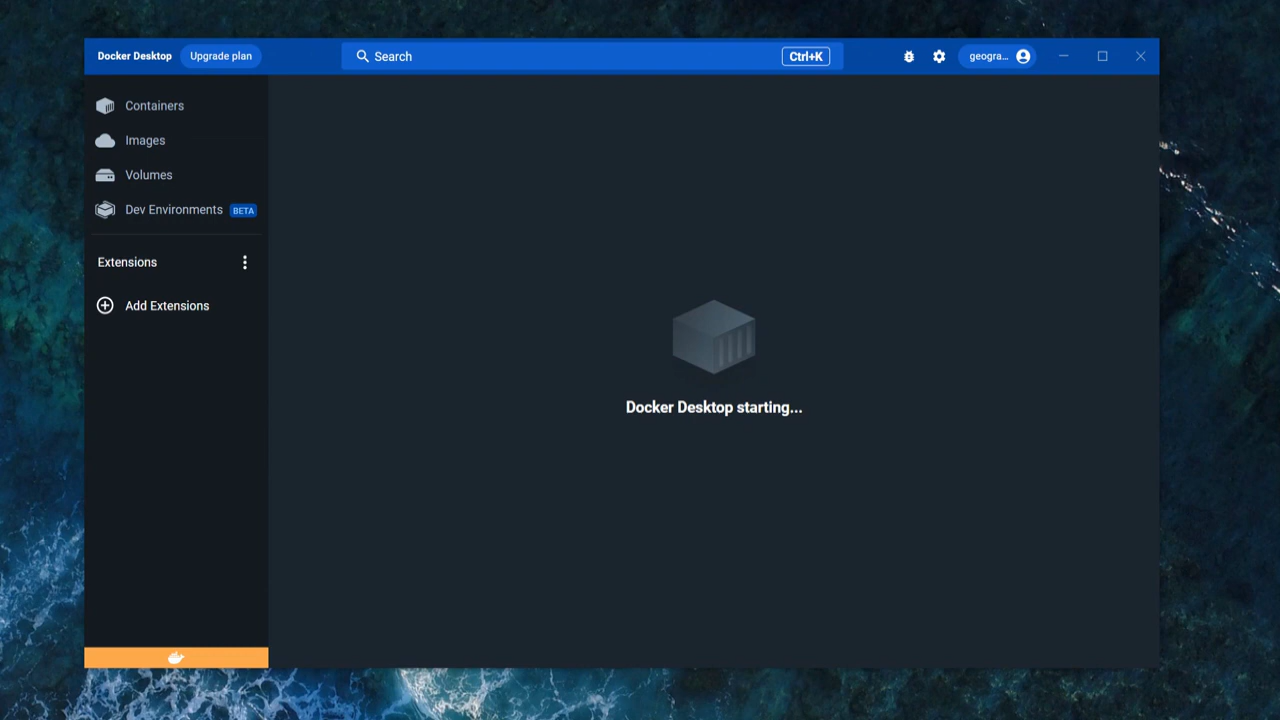 Docker Desktop Upgrade plan Search Ctrl+K geogra...
Containers
Images
Volumes
Dev Environments BETA
Extensions
Add Extensions
Docker Desktop starting...